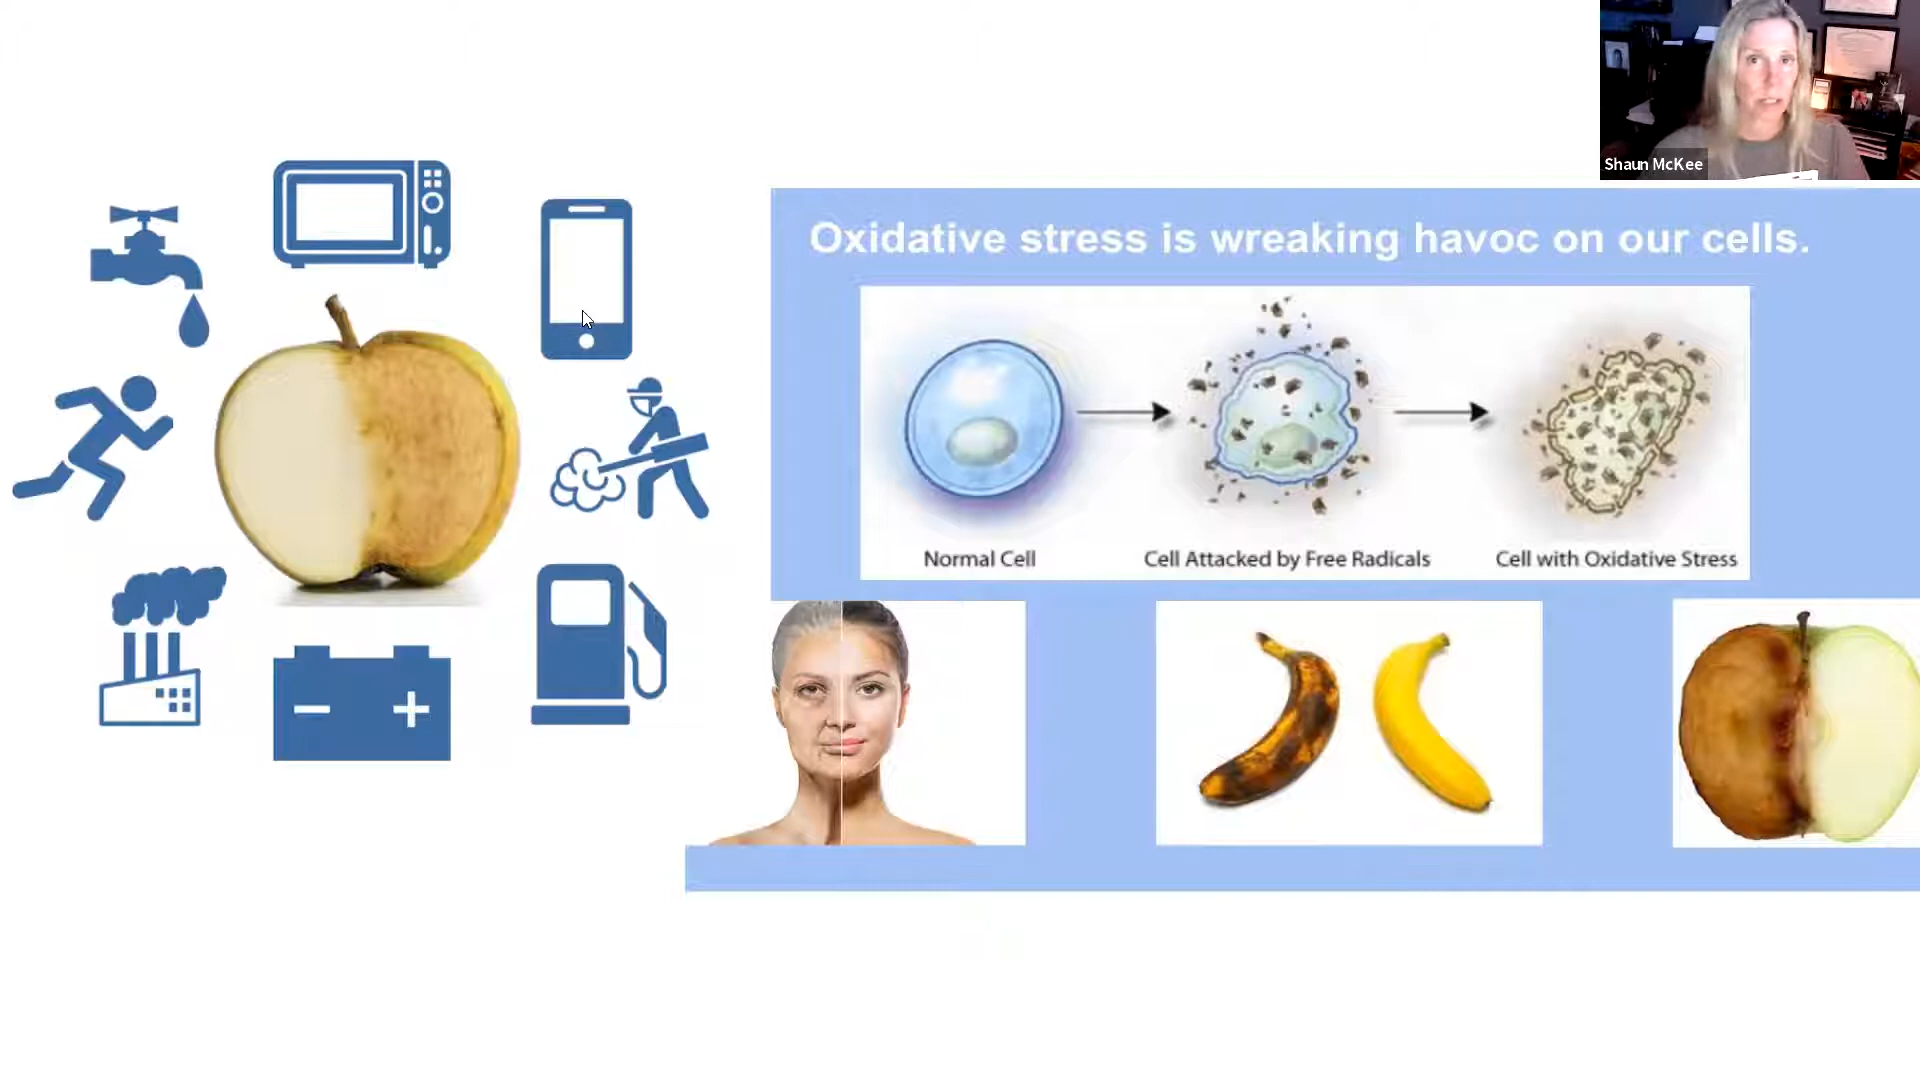 Shaun McKee
Oxidative stress is wreaking havoc on our cells.
Normal Cell
Cell Attacked by Free Radicals
Cell with Oxidative Stress